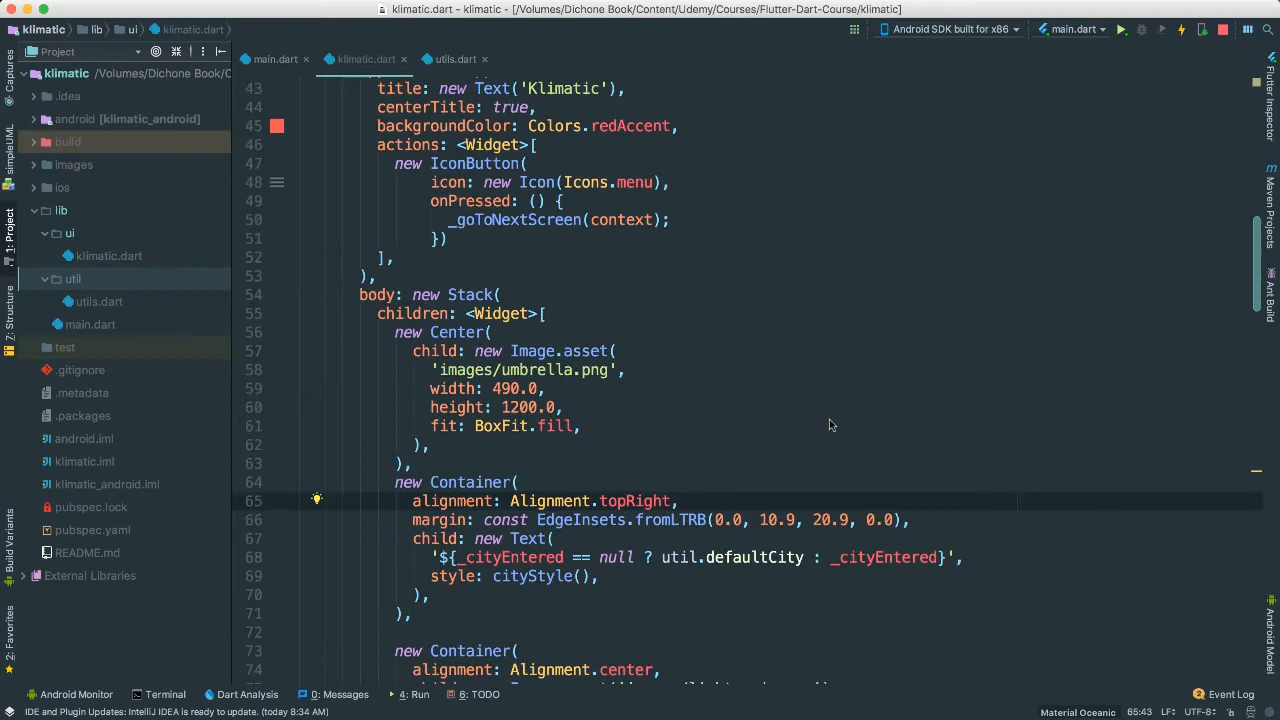 klimatic.dart - klimatic - [/Volumes/Dichone Book/Content/Udemy/Courses/Flutter-Dart-Course/klimatic]
klimatic lib ui klimatic.dart
Android SDK built for x86 main.dart
Project
main.dart klimatic.dart utils.dart
klimatic /Volumes/Dichone Book/C
.idea
android [klimatic_android]
build
images
ios
lib
ui
klimatic.dart
util
utils.dart
main.dart
test
.gitignore
.metadata
.packages
android.iml
klimatic.iml
klimatic_android.iml
pubspec.lock
pubspec.yaml
README.md
External Libraries
Captures
simpleUML
1: Project
7: Structure
Build Variants
2: Favorites
43 title: new Text('Klimatic'),
44 centerTitle: true,
45 backgroundColor: Colors.redAccent,
46 actions: <Widget>[
47 new IconButton(
48 icon: new Icon(Icons.menu),
49 onPressed: () {
50 _goToNextScreen(context);
51 })
52 ],
53 ),
54 body: new Stack(
55 children: <Widget>[
56 new Center(
57 child: new Image.asset(
58 'images/umbrella.png',
59 width: 490.0,
60 height: 1200.0,
61 fit: BoxFit.fill,
62 ),
63 ),
64 new Container(
65 alignment: Alignment.topRight,
66 margin: const EdgeInsets.fromLTRB(0.0, 10.9, 20.9, 0.0),
67 child: new Text(
68 '${_cityEntered == null ? util.defaultCity : _cityEntered}',
69 style: cityStyle(),
70 ),
71 ),
72
73 new Container(
74 alignment: Alignment.center,
Flutter Inspector
Maven Projects
Ant Build
Android Model
Android Monitor Terminal Dart Analysis 0: Messages 4: Run 6: TODO 2 Event Log
IDE and Plugin Updates: IntelliJ IDEA is ready to update. (today 8:34 AM) Material Oceanic 65:43 LF÷ UTF-8÷